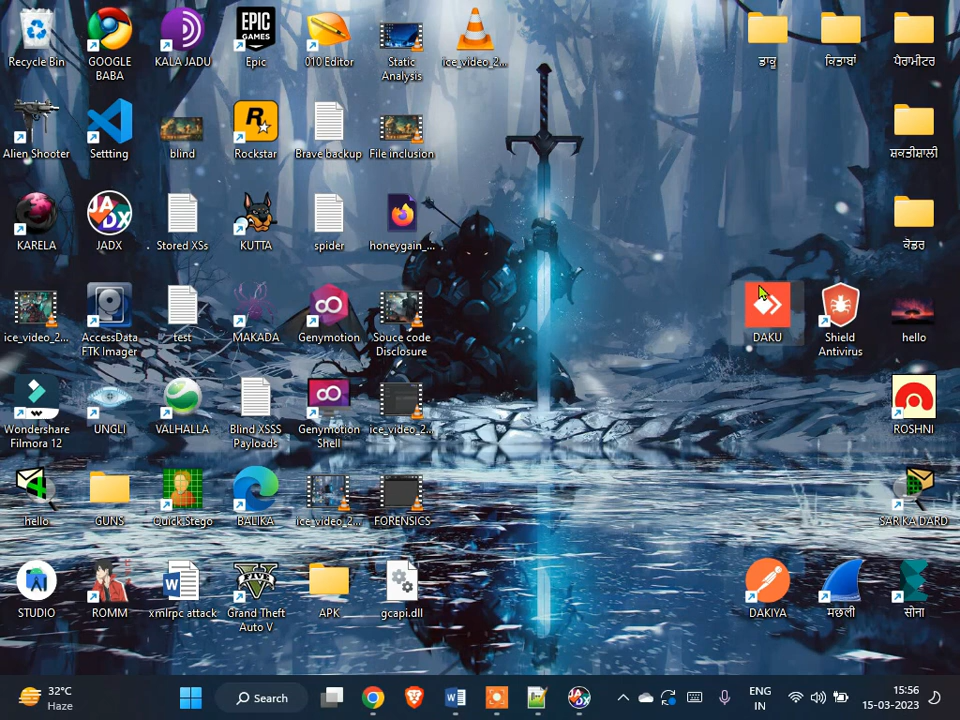 EPIC
GAMES
Recycle Bin
GOOGLE
BABA
KALA JADU
Epic
010 Editor
Static
Analysis
ice_video_2...
ਡਾਕੂ
ਕਿਤਾਬਾਂ
ਪੈਰਾਮੀਟਰ
Alien Shooter
Settting
blind
Rockstar
Brave backup
File inclusion
ਸ਼ਕਤੀਸ਼ਾਲੀ
JA
DX
KARELA
JADX
Stored XSs
KUTTA
spider
honeygain_...
ਕੋਡਰ
ice_video_2...
AccessData
FTK Imager
test
MAKADA
Genymotion
Souce code
Disclosure
DAKU
Shield
Antivirus
hello
Wondershare
Filmora 12
UNGLI
VALHALLA
Blind XSSS
Payloads
Genymotion
Shell
ice_video_2...
ROSHNI
hello
GUNS
Quick Stego
BALIKA
ice_video_2...
FORENSICS
SAR KA DARD
STUDIO
ROMM
xmlrpc attack
Grand Theft
Auto V
APK
gcapi.dll
DAKIYA
ਮਛਲੀ
ਸੋਨਾ
32°C
Haze
Search
ENG
IN
15:56
15-03-2023